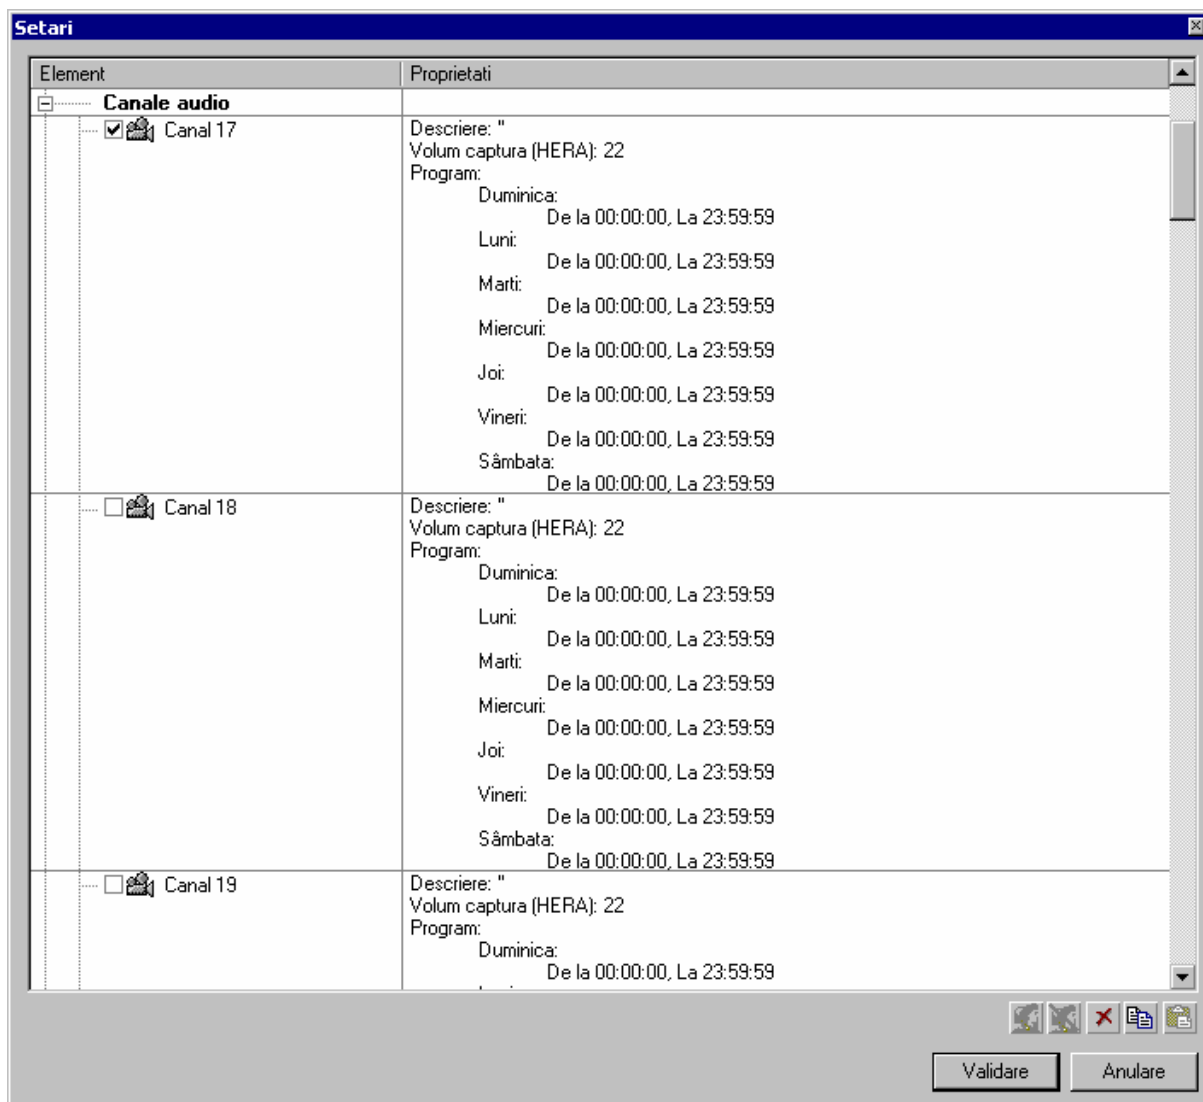 Setari
Element Proprietati
Canale audio
Canal 17 Descriere: "
Volum captura (HERA): 22
Program:
Duminica:
De la 00:00:00, La 23:59:59
Luni:
De la 00:00:00, La 23:59:59
Marti:
De la 00:00:00, La 23:59:59
Miercuri:
De la 00:00:00, La 23:59:59
Joi:
De la 00:00:00, La 23:59:59
Vineri:
De la 00:00:00, La 23:59:59
Sâmbata:
De la 00:00:00, La 23:59:59
Canal 18 Descriere: "
Volum captura (HERA): 22
Program:
Duminica:
De la 00:00:00, La 23:59:59
Luni:
De la 00:00:00, La 23:59:59
Marti:
De la 00:00:00, La 23:59:59
Miercuri:
De la 00:00:00, La 23:59:59
Joi:
De la 00:00:00, La 23:59:59
Vineri:
De la 00:00:00, La 23:59:59
Sâmbata:
De la 00:00:00, La 23:59:59
Canal 19 Descriere: "
Volum captura (HERA): 22
Program:
Duminica:
De la 00:00:00, La 23:59:59
Validare Anulare